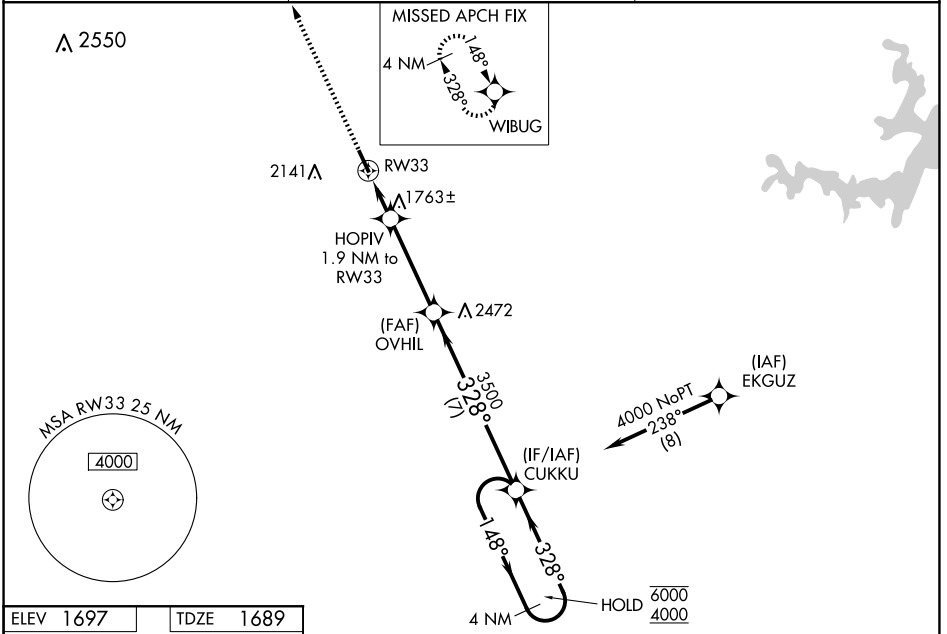 2550
MISSED APCH FIX
4 NM
148°
328°
WIBUG
2141
RW33
1763±
HOPIV
1.9 NM to
RW33
2472
(FAF)
OVHIL
3500
328°
(7)
(IAF)
EKGUZ
4000 NoPT
238°
(8)
(IF/IAF)
CUKKU
148°
328°
4 NM
HOLD
6000
4000
MSA RW33 25 NM
4000
ELEV 1697
TDZE 1689